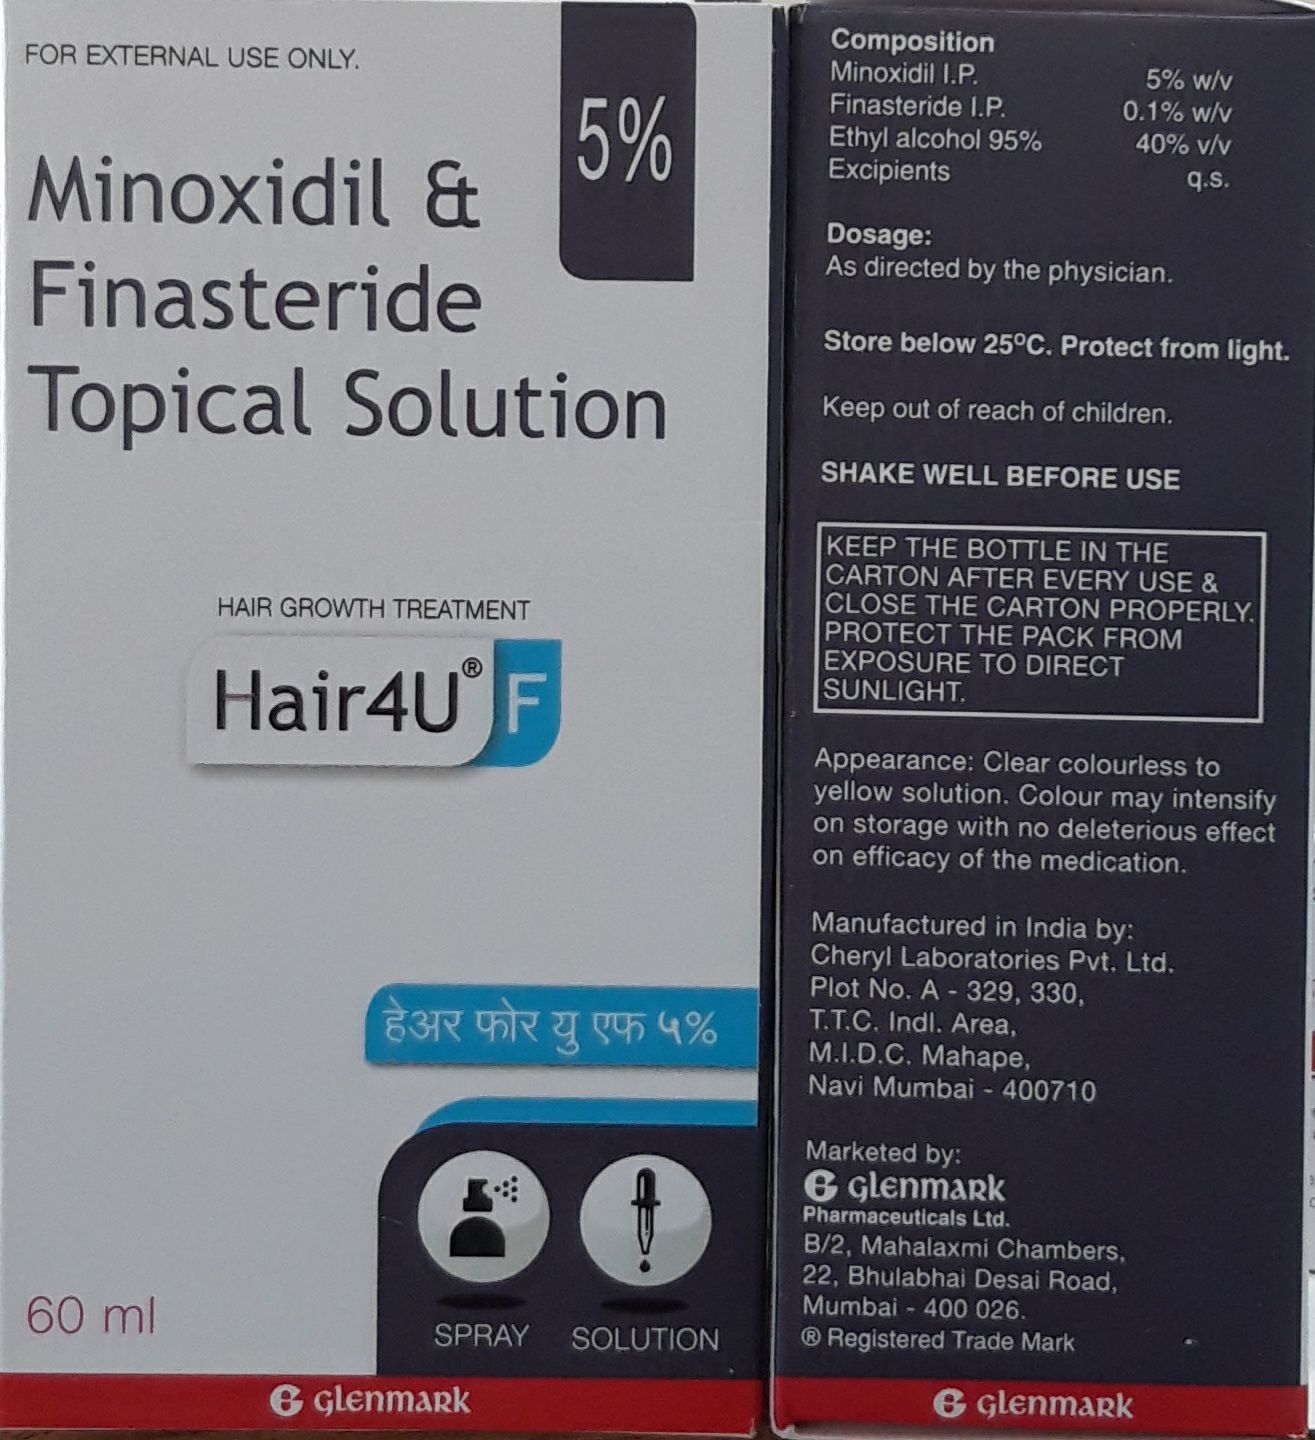 FOR EXTERNAL USE ONLY.
5%
Minoxidil &
Finasteride
Topical Solution
HAIR GROWTH TREATMENT
Hair4U® F
हेअर फोर यु एफ ५%
60 ml
SPRAY SOLUTION
glenmark
Composition
Minoxidil I.P. 5% w/v
Finasteride I.P. 0.1% w/v
Ethyl alcohol 95% 40% v/v
Excipients q.s.
Dosage:
As directed by the physician.
Store below 25°C. Protect from light.
Keep out of reach of children.
SHAKE WELL BEFORE USE
KEEP THE BOTTLE IN THE
CARTON AFTER EVERY USE &
CLOSE THE CARTON PROPERLY.
PROTECT THE PACK FROM
EXPOSURE TO DIRECT
SUNLIGHT.
Appearance: Clear colourless to
yellow solution. Colour may intensify
on storage with no deleterious effect
on efficacy of the medication.
Manufactured in India by:
Cheryl Laboratories Pvt. Ltd.
Plot No. A - 329, 330,
T.T.C. Indl. Area,
M.I.D.C. Mahape,
Navi Mumbai - 400710
Marketed by:
glenmark
Pharmaceuticals Ltd.
B/2, Mahalaxmi Chambers,
22, Bhulabhai Desai Road,
Mumbai - 400 026.
® Registered Trade Mark
glenmark